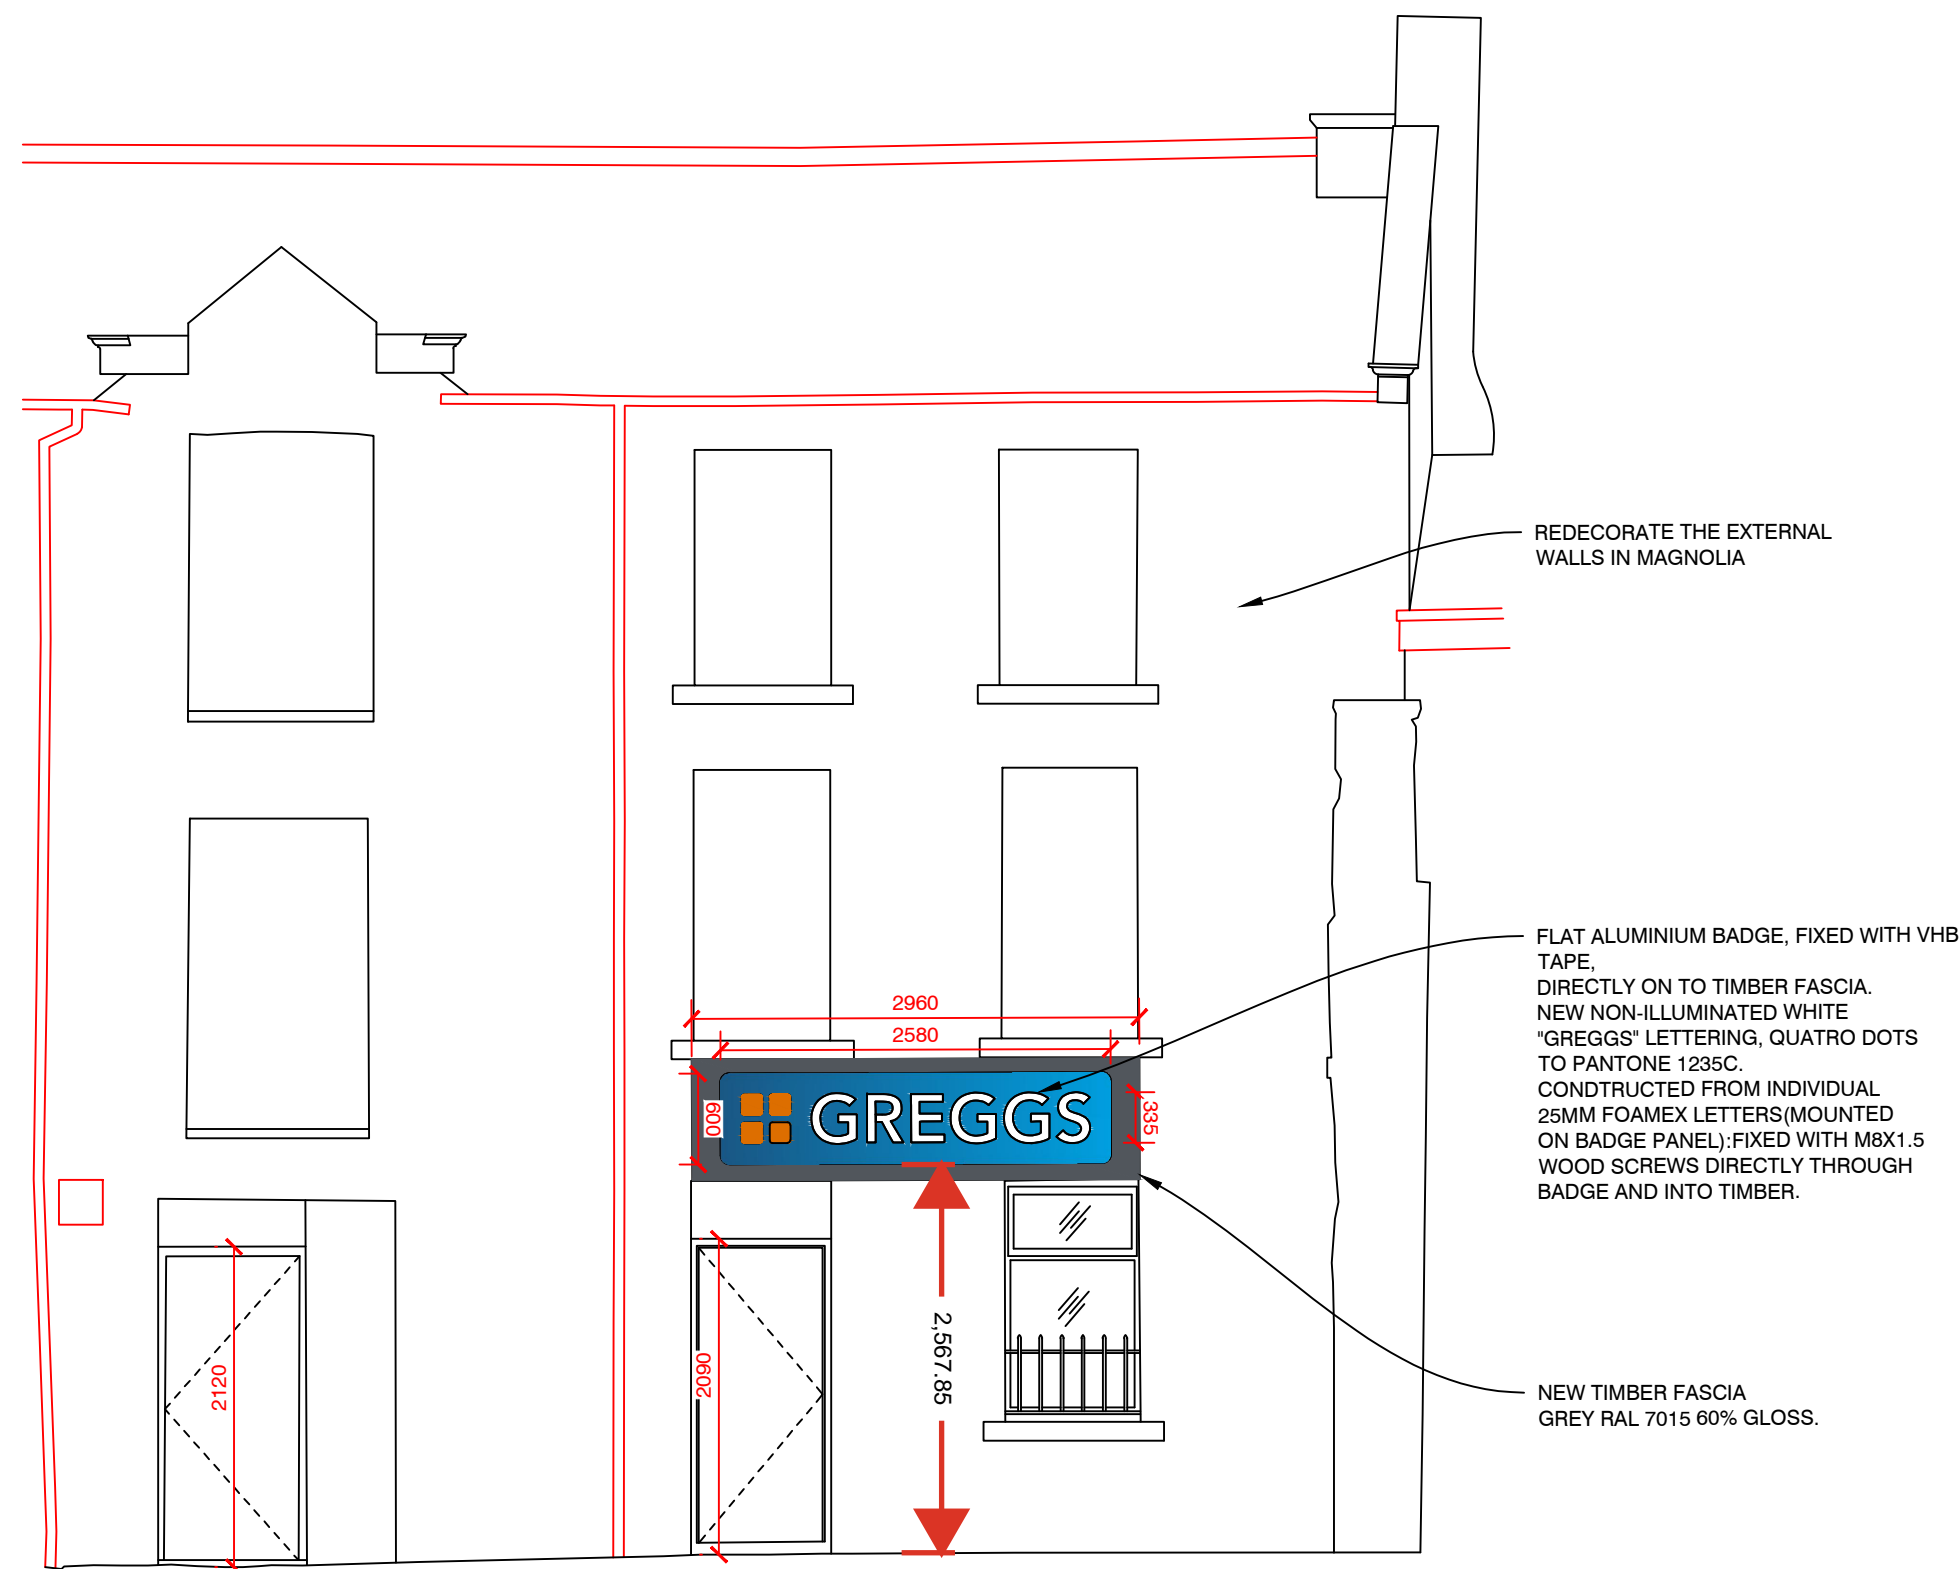 REDECORATE THE EXTERNAL
WALLS IN MAGNOLIA
FLAT ALUMINIUM BADGE, FIXED WITH VHB
TAPE,
DIRECTLY ON TO TIMBER FASCIA.
NEW NON-ILLUMINATED WHITE
"GREGGS" LETTERING, QUATRO DOTS
TO PANTONE 1235C.
CONDTRUCTED FROM INDIVIDUAL
25MM FOAMEX LETTERS(MOUNTED
ON BADGE PANEL):FIXED WITH M8X1.5
WOOD SCREWS DIRECTLY THROUGH
BADGE AND INTO TIMBER.
2960
2580
600
GREGGS
335
2120
2090
2,567.85
NEW TIMBER FASCIA
GREY RAL 7015 60% GLOSS.